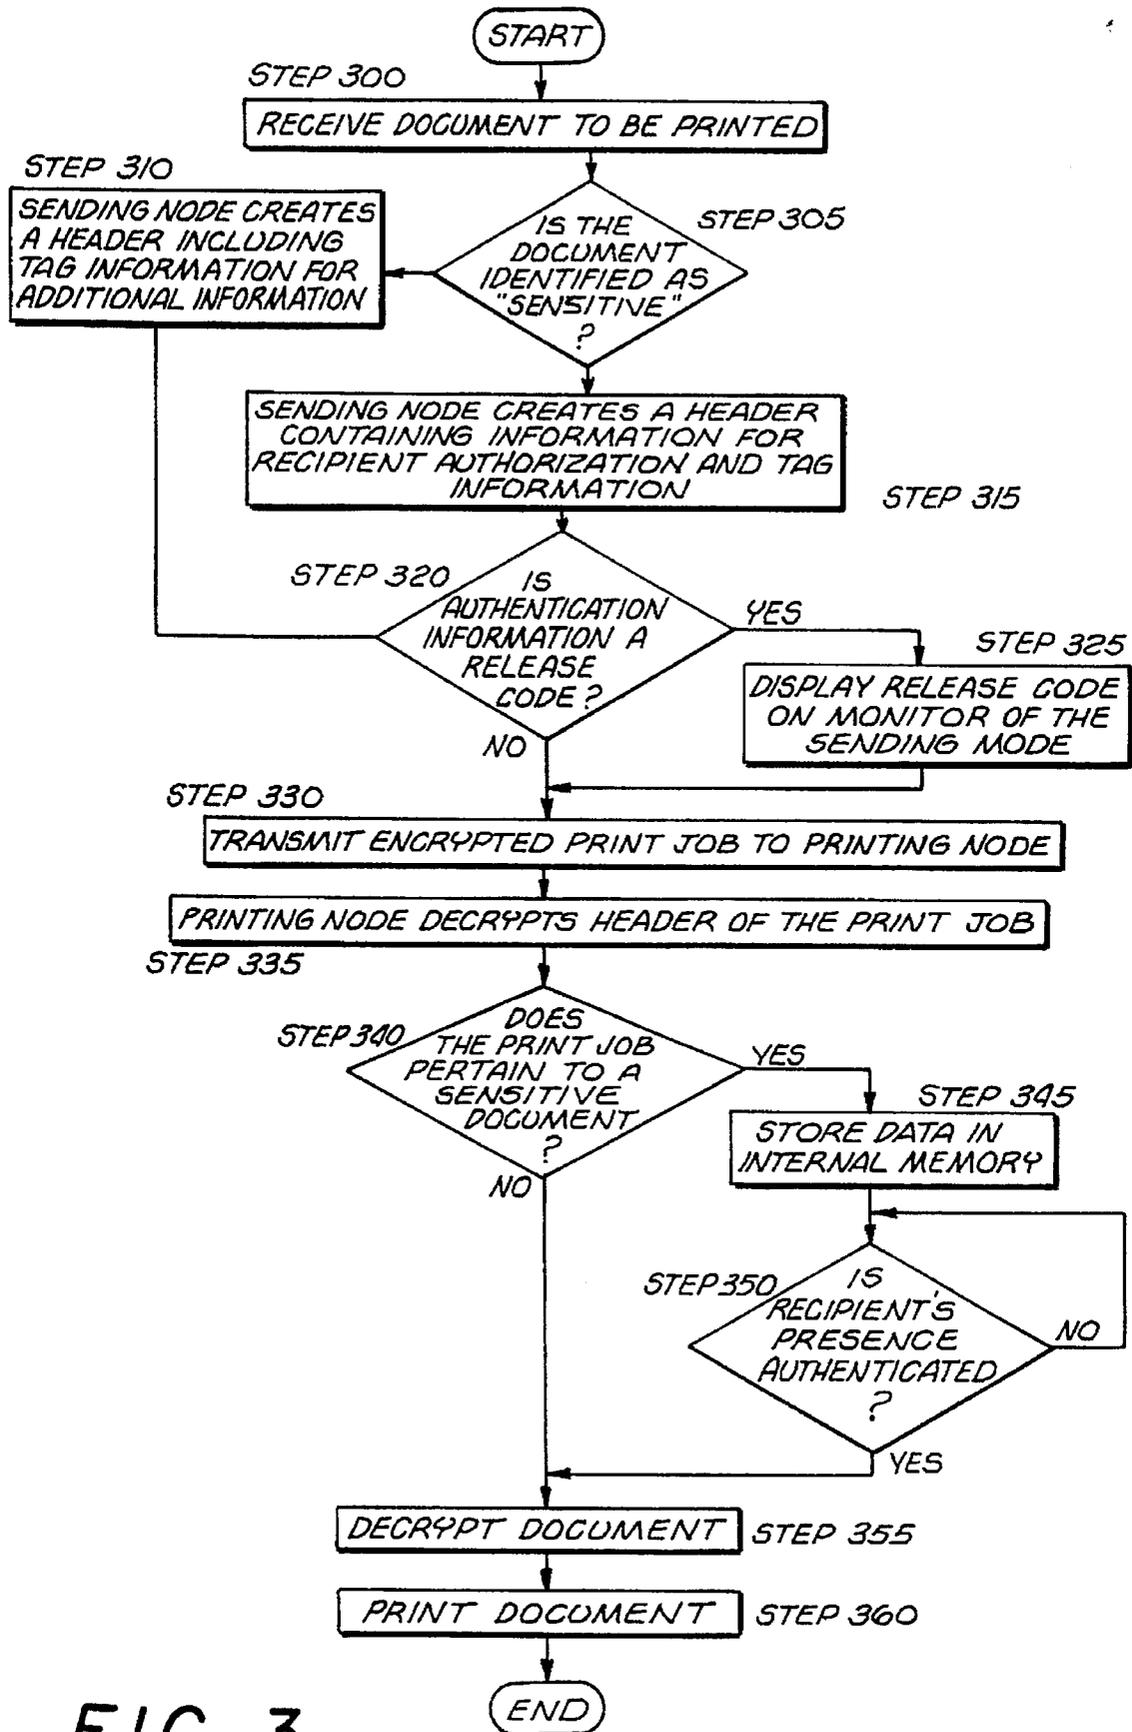 START
STEP 300
RECEIVE DOCUMENT TO BE PRINTED
STEP 310
SENDING NODE CREATES
A HEADER INCLUDING
TAG INFORMATION FOR
ADDITIONAL INFORMATION
STEP 305
IS THE
DOCUMENT
IDENTIFIED AS
"SENSITIVE"
?
SENDING NODE CREATES A HEADER
CONTAINING INFORMATION FOR
RECIPIENT AUTHORIZATION AND TAG
INFORMATION
STEP 315
STEP 320
IS
AUTHENTICATION
INFORMATION A
RELEASE
CODE?
YES
NO
STEP 325
DISPLAY RELEASE CODE
ON MONITOR OF THE
SENDING MODE
STEP 330
TRANSMIT ENCRYPTED PRINT JOB TO PRINTING NODE
PRINTING NODE DECRYPTS HEADER OF THE PRINT JOB
STEP 335
STEP 340
DOES
THE PRINT JOB
PERTAIN TO A
SENSITIVE
DOCUMENT
?
YES
NO
STEP 345
STORE DATA IN
INTERNAL MEMORY
STEP 350
IS
RECIPIENT'S
PRESENCE
AUTHENTICATED
?
NO
YES
DECRYPT DOCUMENT
STEP 355
PRINT DOCUMENT
STEP 360
END
FIG. 3